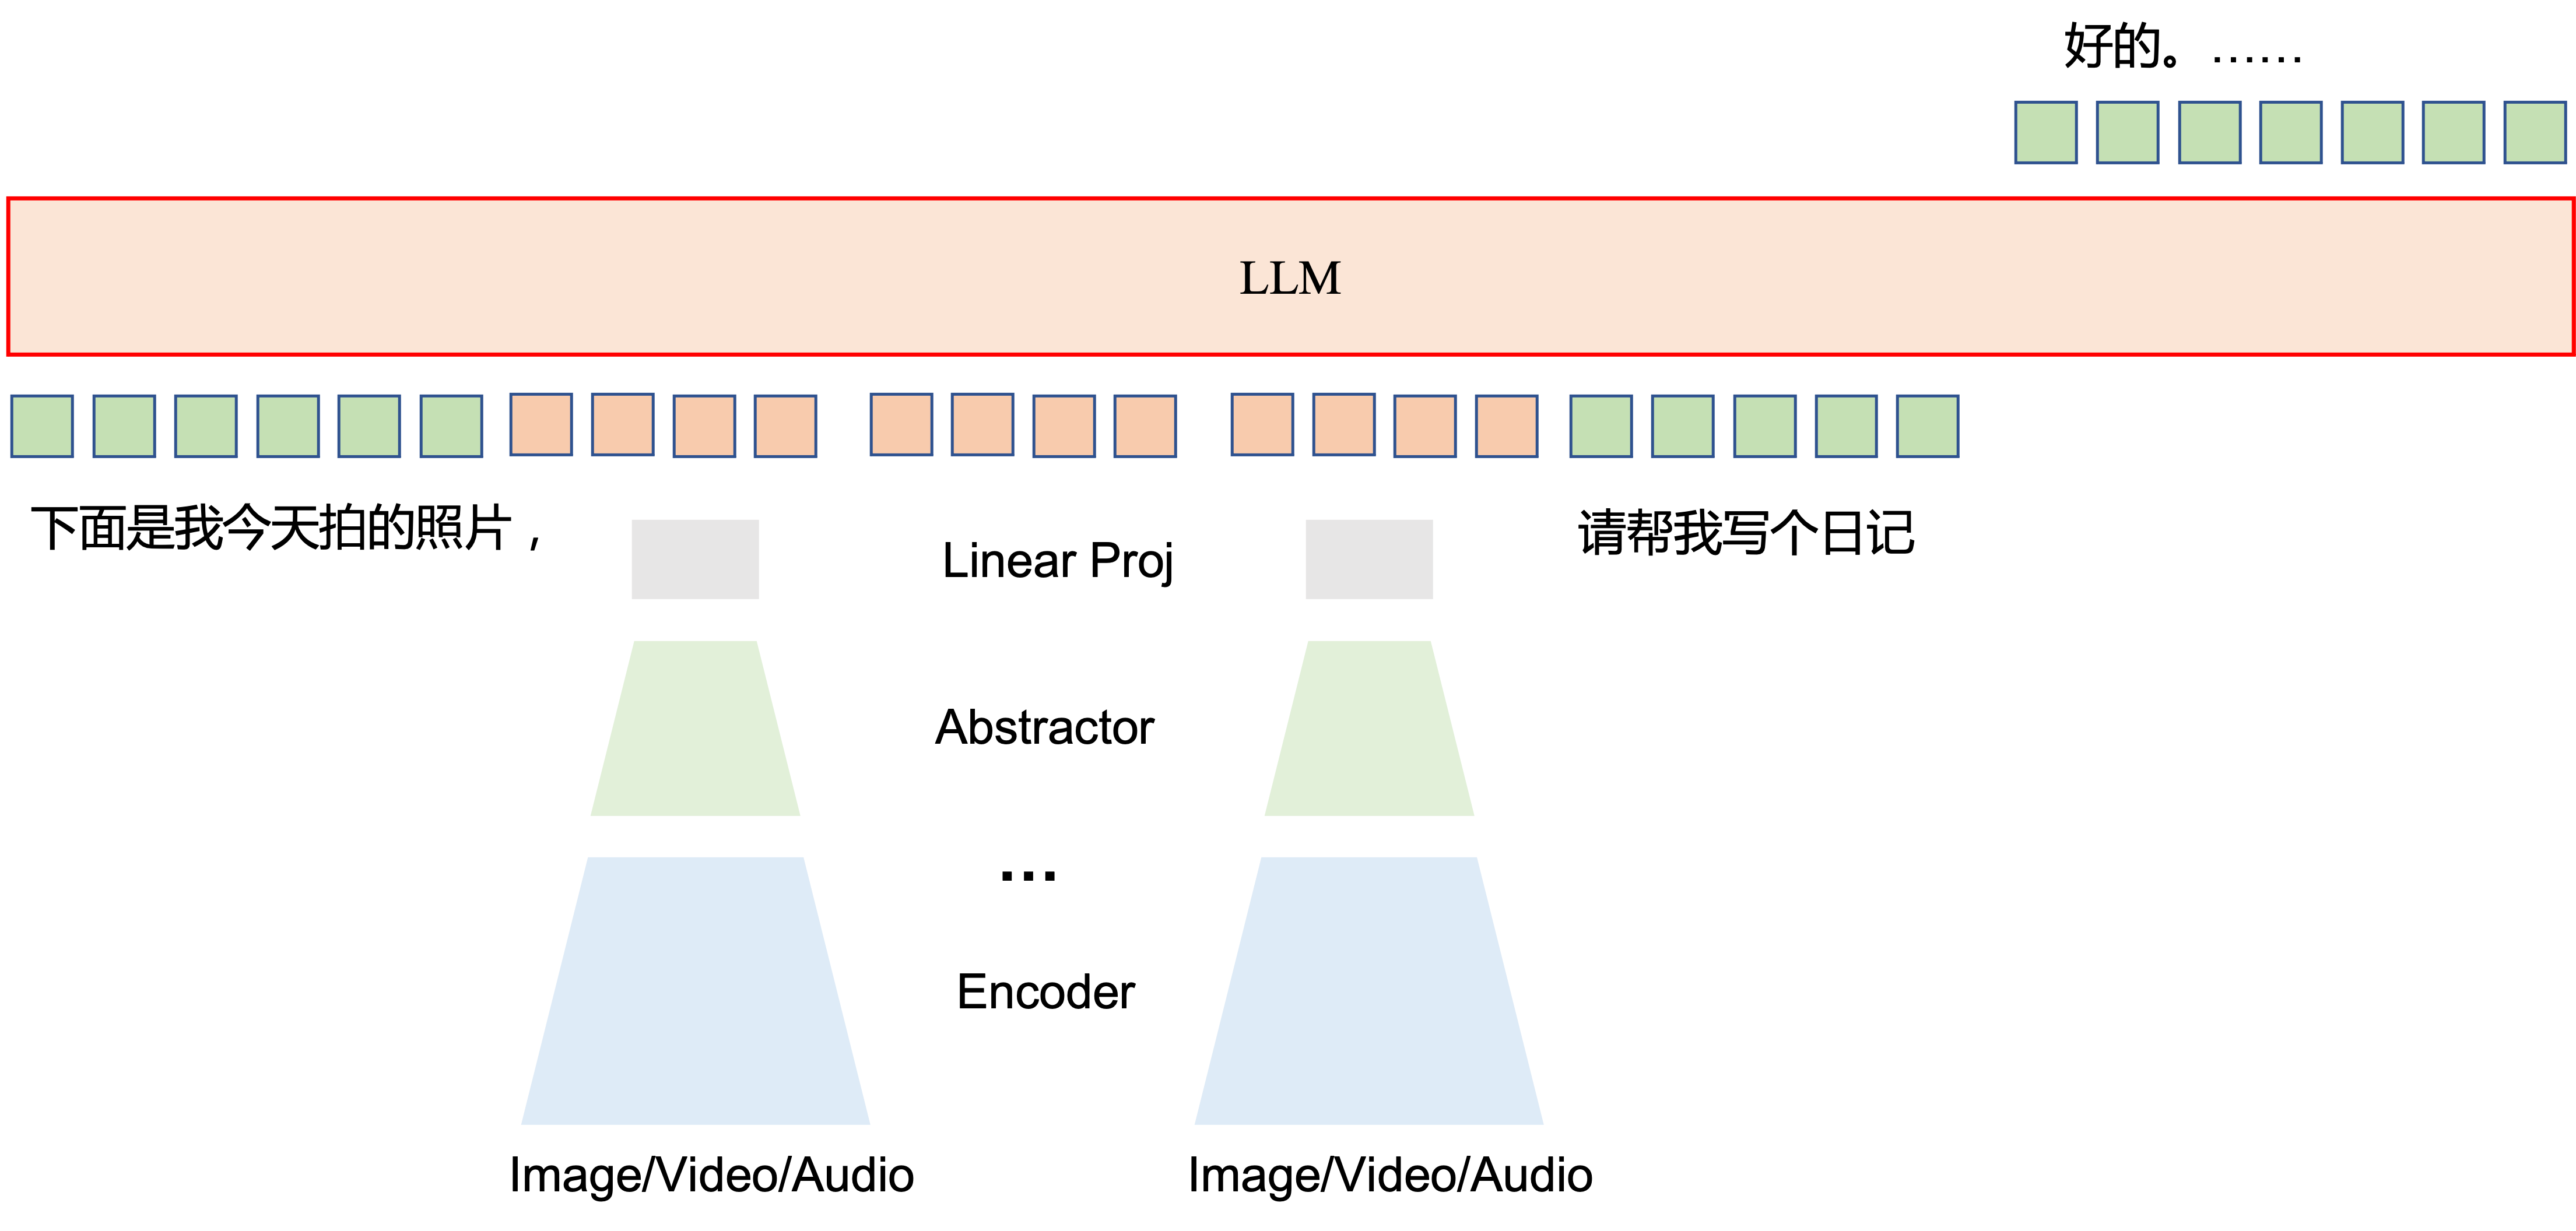 好的。……
LLM
下面是我今天拍的照片，
请帮我写个日记
Linear Proj
Abstractor
...
Encoder
Image/Video/Audio
Image/Video/Audio